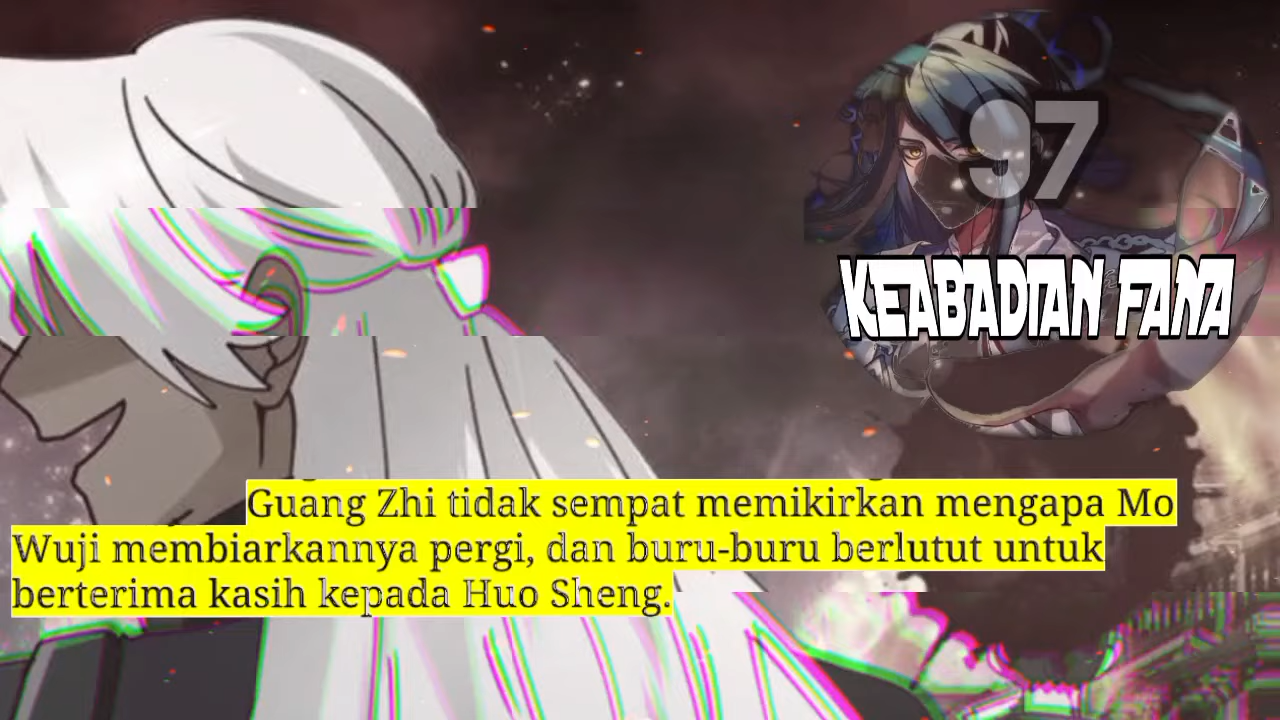 97
KEABADIAN FANA
Guang Zhi tidak sempat memikirkan mengapa Mo
Wuji membiarkannya pergi, dan buru-buru berlutut untuk
berterima kasih kepada Huo Sheng.